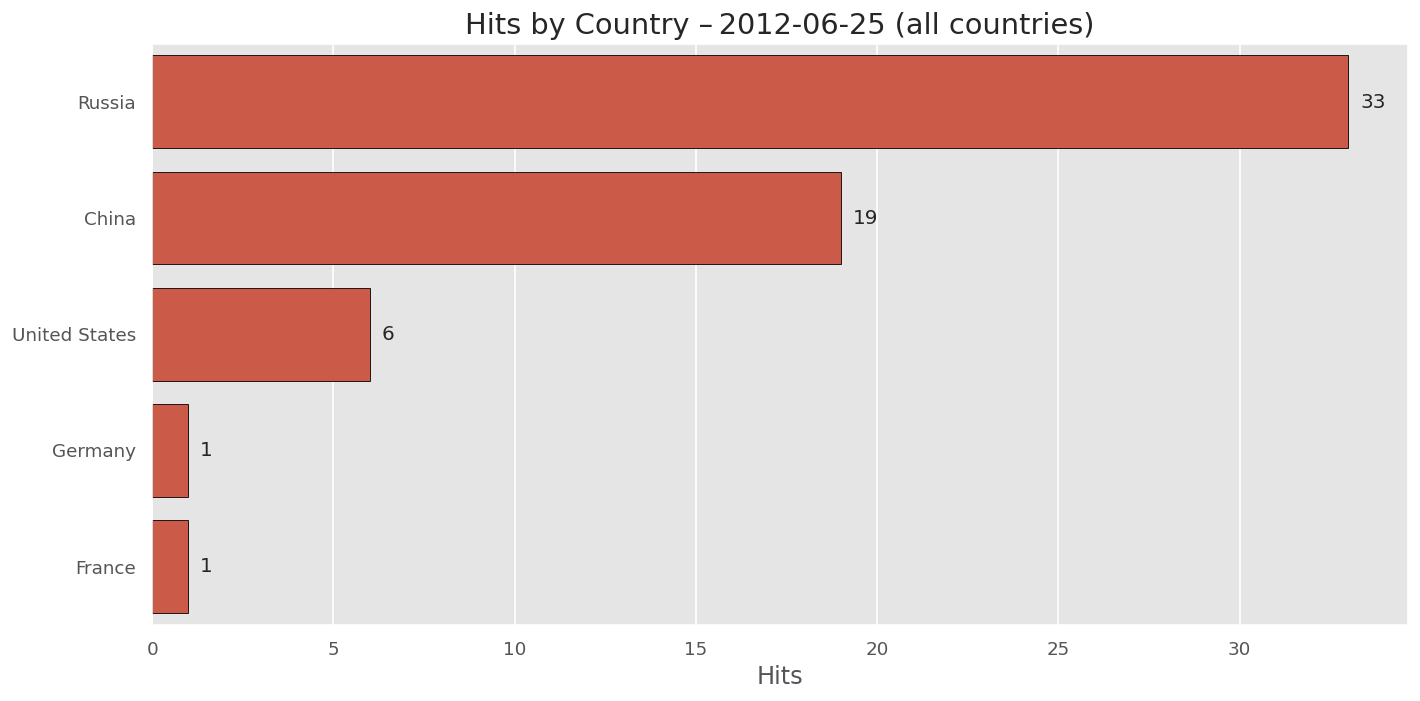 Hits by Country – 2012-06-25 (all countries)
Russia
33
China
19
United States
6
Germany
1
France
1
0 5 10 15 20 25 30
Hits